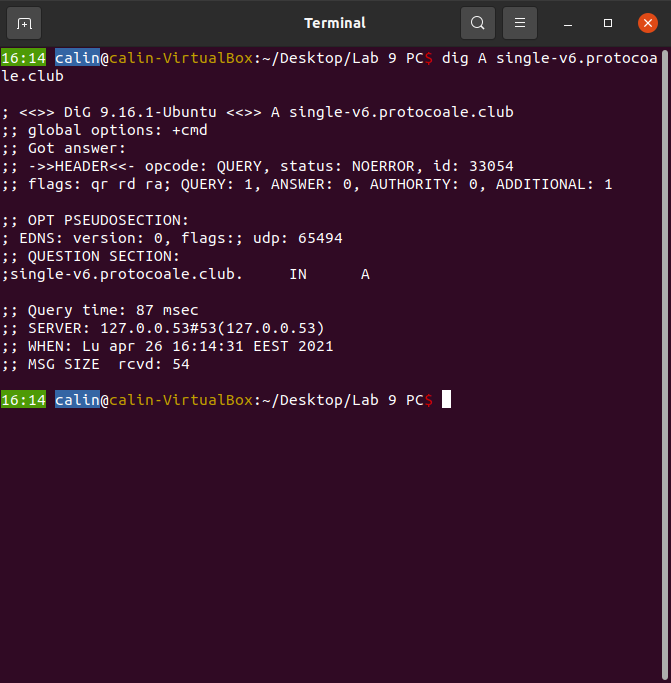 Terminal
16:14 calin@calin-VirtualBox:~/Desktop/Lab 9 PC$ dig A single-v6.protocoa
le.club
; <<>> DiG 9.16.1-Ubuntu <<>> A single-v6.protocoale.club
;; global options: +cmd
;; Got answer:
;; ->>HEADER<<- opcode: QUERY, status: NOERROR, id: 33054
;; flags: qr rd ra; QUERY: 1, ANSWER: 0, AUTHORITY: 0, ADDITIONAL: 1
;; OPT PSEUDOSECTION:
; EDNS: version: 0, flags:; udp: 65494
;; QUESTION SECTION:
;single-v6.protocoale.club.	IN	A
;; Query time: 87 msec
;; SERVER: 127.0.0.53#53(127.0.0.53)
;; WHEN: Lu apr 26 16:14:31 EEST 2021
;; MSG SIZE  rcvd: 54
16:14 calin@calin-VirtualBox:~/Desktop/Lab 9 PC$